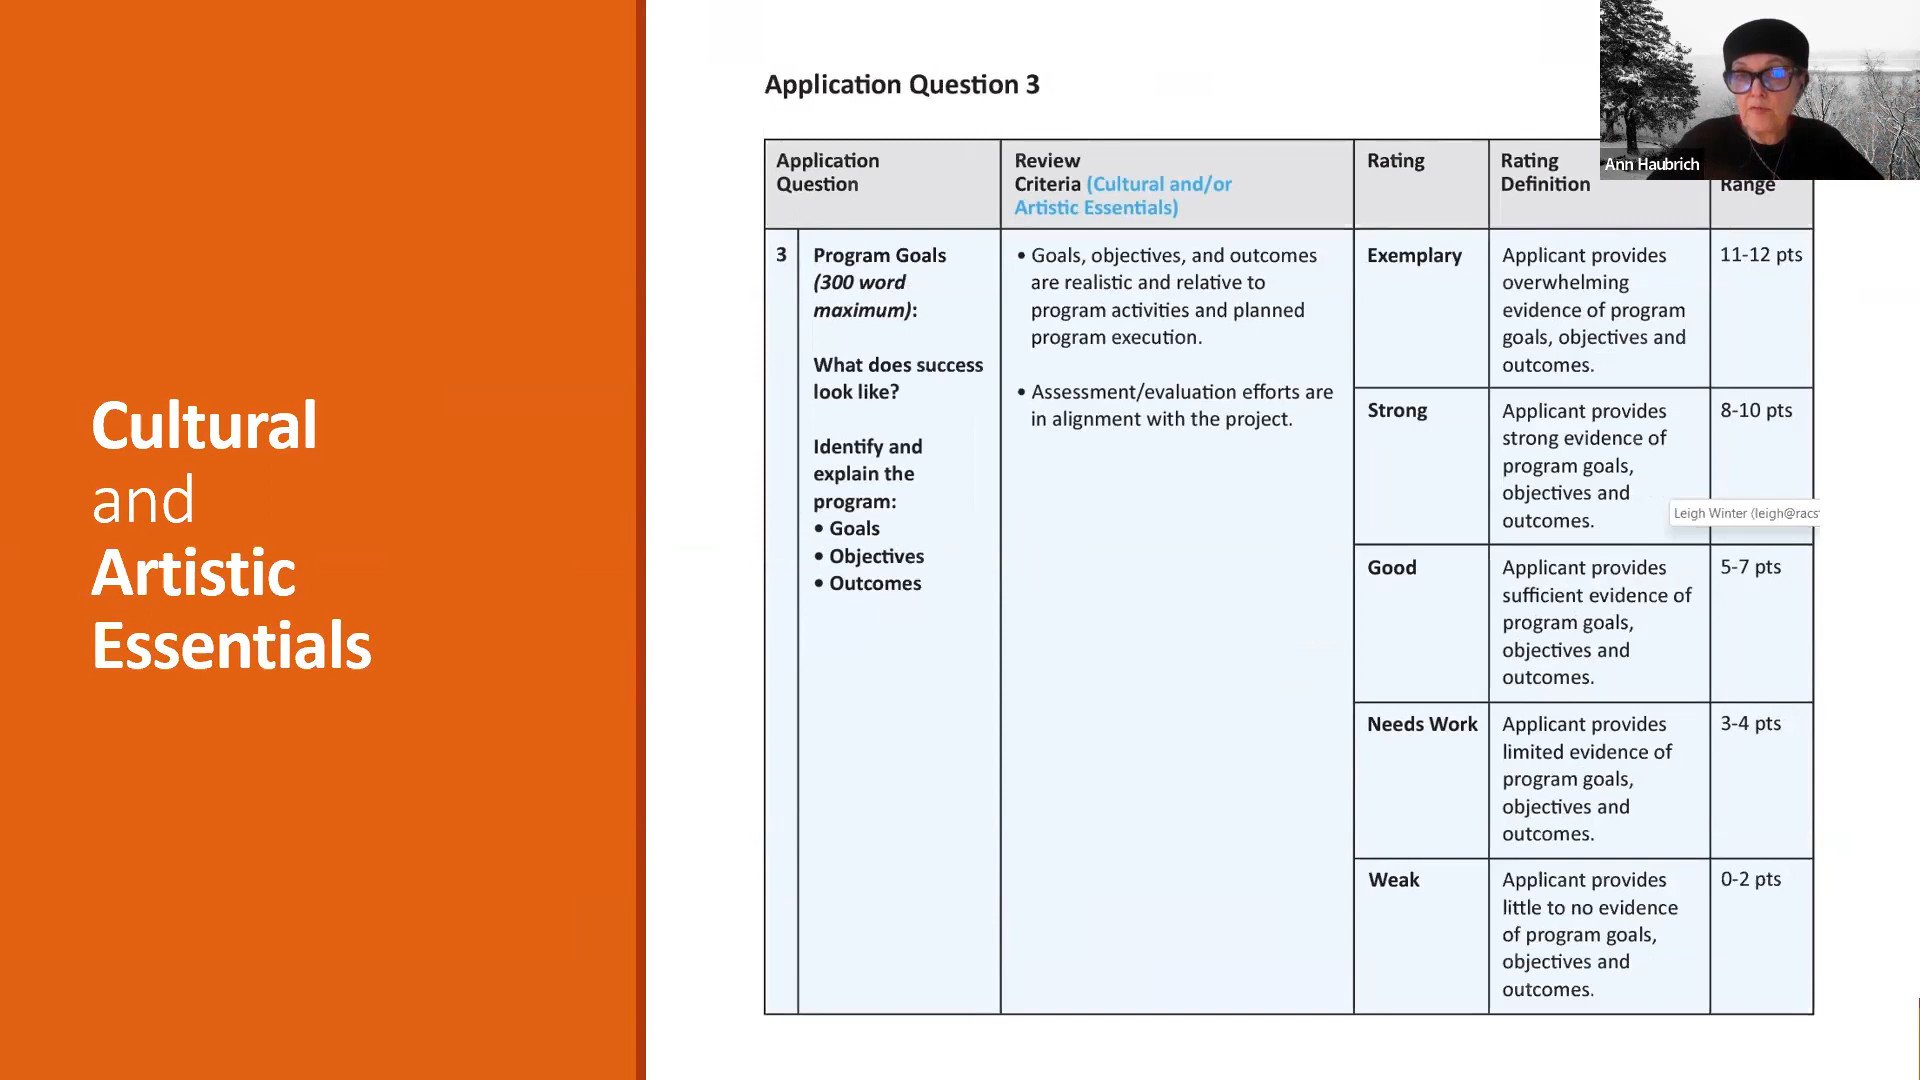 Cultural
and
Artistic
Essentials
Application Question 3
Application
Question
Review
Criteria (Cultural and/or
Artistic Essentials)
Rating
Rating
Definition
Range
3
Program Goals
(300 word
maximum):
What does success
look like?
Identify and
explain the
program:
• Goals
• Objectives
• Outcomes
• Goals, objectives, and outcomes
are realistic and relative to
program activities and planned
program execution.
• Assessment/evaluation efforts are
in alignment with the project.
Exemplary
Applicant provides
overwhelming
evidence of program
goals, objectives and
outcomes.
11-12 pts
Strong
Applicant provides
strong evidence of
program goals,
objectives and
outcomes.
8-10 pts
Good
Applicant provides
sufficient evidence of
program goals,
objectives and
outcomes.
5-7 pts
Needs Work
Applicant provides
limited evidence of
program goals,
objectives and
outcomes.
3-4 pts
Weak
Applicant provides
little to no evidence
of program goals,
objectives and
outcomes.
0-2 pts
Ann Haubrich
Leigh Winter (leigh@racs